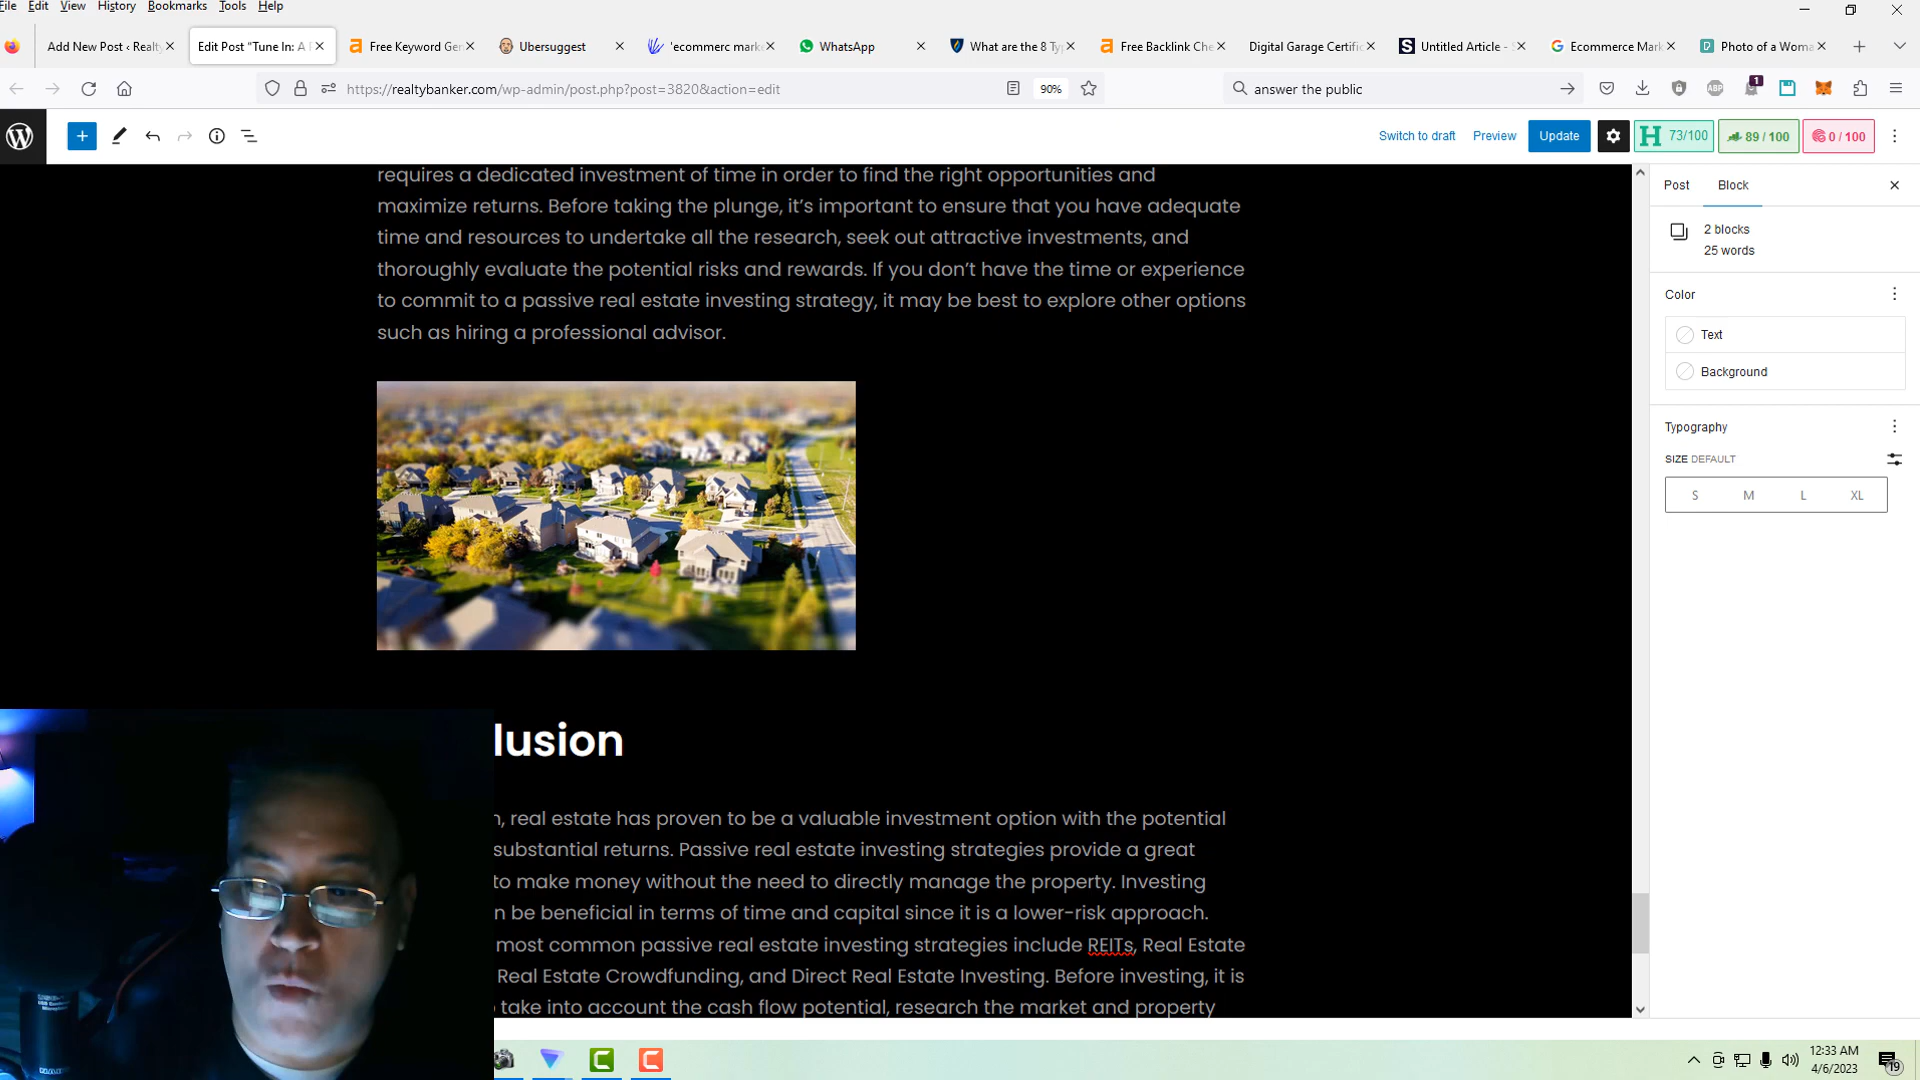 File Edit View History Bookmarks Tools Help
Add New Post ‹ Realty
Edit Post “Tune In: A
Free Keyword Gen
Ubersuggest
'ecommerc mark
WhatsApp
What are the 8 Ty
Free Backlink Che
Digital Garage Certific
Untitled Article -
Ecommerce Mark
Photo of a Woma
https://realtybanker.com/wp-admin/post.php?post=3820&action=edit
90%
answer the public
1
Switch to draft
Preview
Update
73/100
89 / 100
0 / 100
requires a dedicated investment of time in order to find the right opportunities and
maximize returns. Before taking the plunge, it’s important to ensure that you have adequate
time and resources to undertake all the research, seek out attractive investments, and
thoroughly evaluate the potential risks and rewards. If you don’t have the time or experience
to commit to a passive real estate investing strategy, it may be best to explore other options
such as hiring a professional advisor.
Post
Block
2 blocks
25 words
Color
Text
Background
Typography
SIZE DEFAULT
S M L XL
lusion
n, real estate has proven to be a valuable investment option with the potential
substantial returns. Passive real estate investing strategies provide a great
to make money without the need to directly manage the property. Investing
n be beneficial in terms of time and capital since it is a lower-risk approach.
most common passive real estate investing strategies include REITs, Real Estate
Real Estate Crowdfunding, and Direct Real Estate Investing. Before investing, it is
o take into account the cash flow potential, research the market and property
12:33 AM
4/6/2023
19